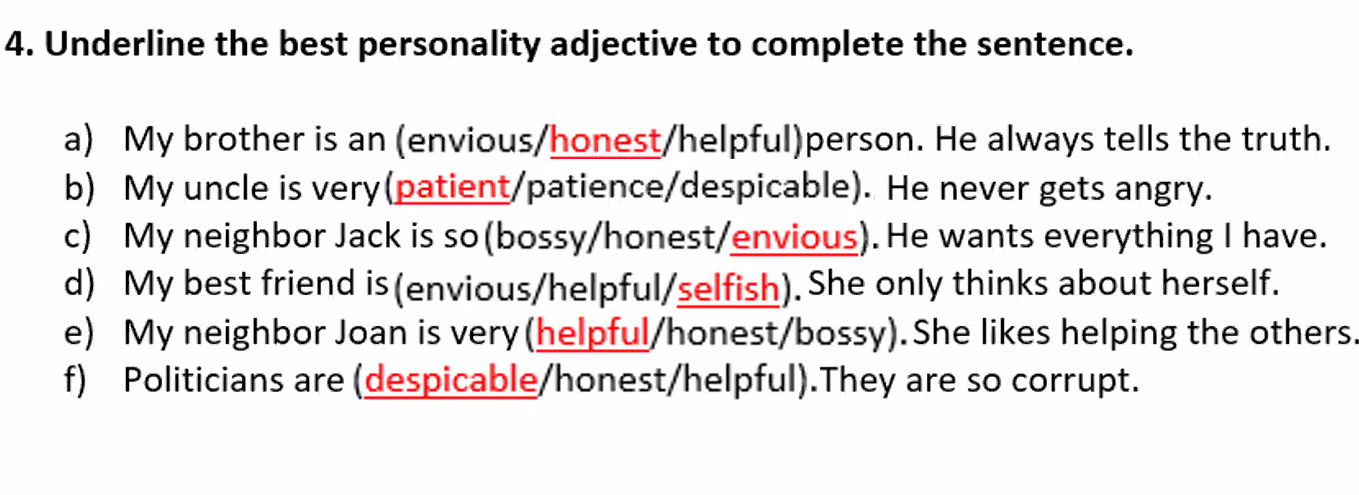 4. Underline the best personality adjective to complete the sentence.
a) My brother is an (envious/honest/helpful)person. He always tells the truth.
b) My uncle is very(patient/patience/despicable). He never gets angry.
c) My neighbor Jack is so(bossy/honest/envious). He wants everything I have.
d) My best friend is(envious/helpful/selfish). She only thinks about herself.
e) My neighbor Joan is very(helpful/honest/bossy). She likes helping the others.
f) Politicians are (despicable/honest/helpful).They are so corrupt.